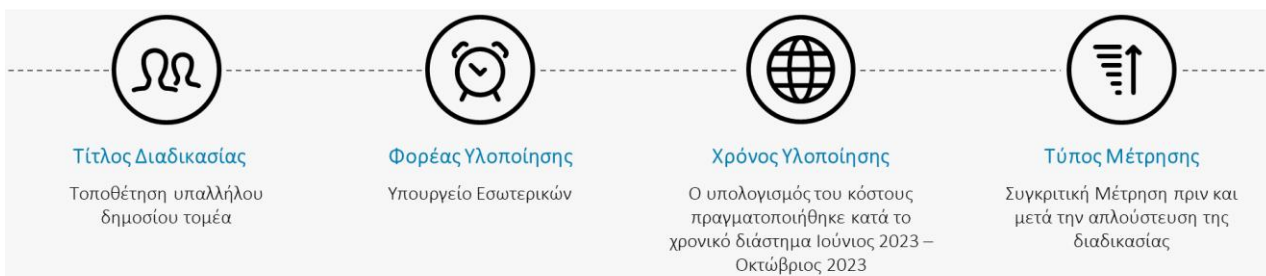 Τίτλος Διαδικασίας
Τοποθέτηση υπαλλήλου
δημοσίου τομέα
Φορέας Υλοποίησης
Υπουργείο Εσωτερικών
Χρόνος Υλοποίησης
Ο υπολογισμός του κόστους
πραγματοποιήθηκε κατά το
χρονικό διάστημα Ιούνιος 2023 –
Οκτώβριος 2023
Τύπος Μέτρησης
Συγκριτική Μέτρηση πριν και
μετά την απλούστευση της
διαδικασίας